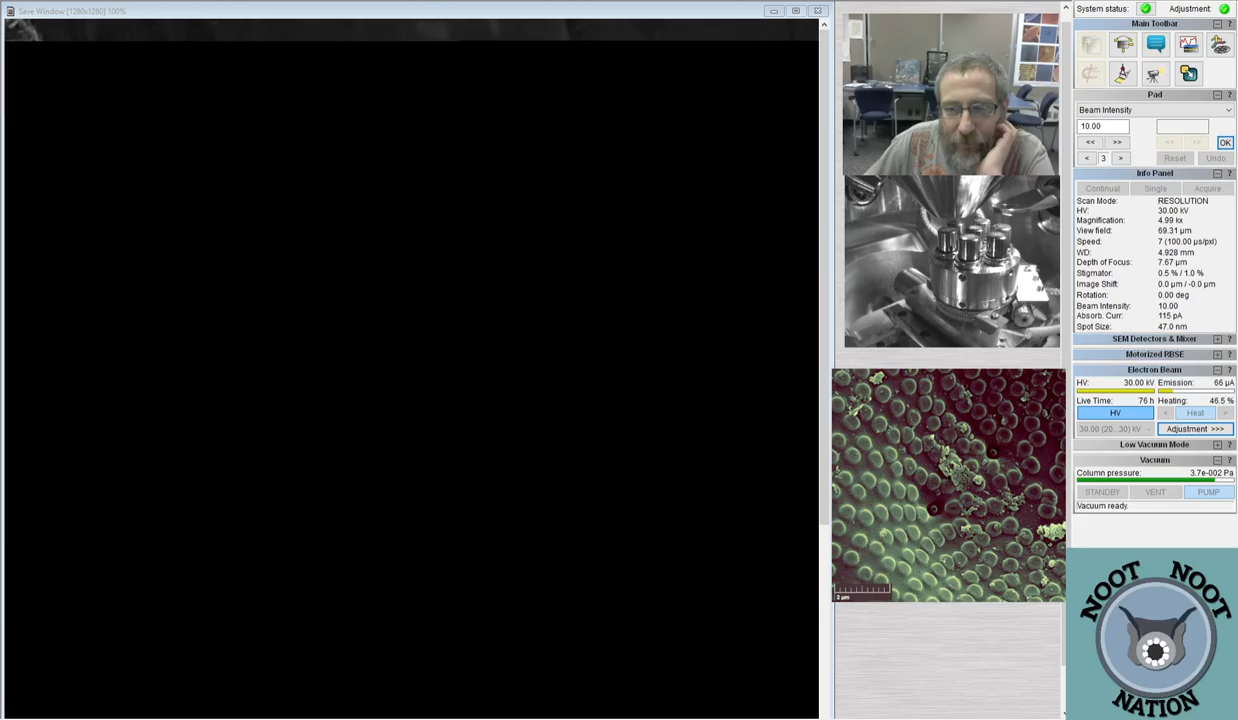 Save Window [1280x1280] 100%
System status:
Adjustment:
Main Toolbar
?
Pad
?
Beam Intensity
10.00
<< >>
<< >>
OK
< 3 >
Reset
Undo
Info Panel
?
Continual
Single
Acquire
Scan Mode: RESOLUTION
HV: 30.00 kV
Magnification: 4.99 kx
View field: 69.31 µm
Speed: 7 (100.00 µs/pxl)
WD: 4.928 mm
Depth of Focus: 7.67 µm
Stigmator: 0.5 % / 1.0 %
Image Shift: 0.0 µm / -0.0 µm
Rotation: 0.00 deg
Beam Intensity: 10.00
Absorb. Curr: 115 pA
Spot Size: 47.0 nm
SEM Detectors & Mixer
?
Motorized RBSE
?
Electron Beam
?
HV: 30.00 kV Emission: 66 µA
Live Time: 76 h Heating: 46.5 %
HV
< Heat >
30.00 (20...30) kV
Adjustment >>>
Low Vacuum Mode
?
Vacuum
?
Column pressure: 3.7e-002 Pa
STANDBY
VENT
PUMP
Vacuum ready.
NOOT NOOT
NATION